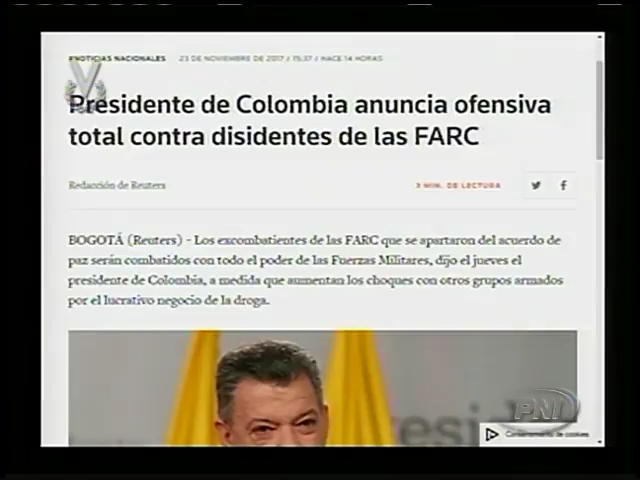 #NOTICIAS NACIONALES 23 DE NOVIEMBRE DE 2017 / 15:37 / HACE 14 HORAS
Presidente de Colombia anuncia ofensiva
total contra disidentes de las FARC
Redacción de Reuters 3 MIN. DE LECTURA
BOGOTÁ (Reuters) - Los excombatientes de las FARC que se apartaron del acuerdo de
paz serán combatidos con todo el poder de las Fuerzas Militares, dijo el jueves el
presidente de Colombia, a medida que aumentan los choques con otros grupos armados
por el lucrativo negocio de la droga.
PNI
Consentimiento de cookies